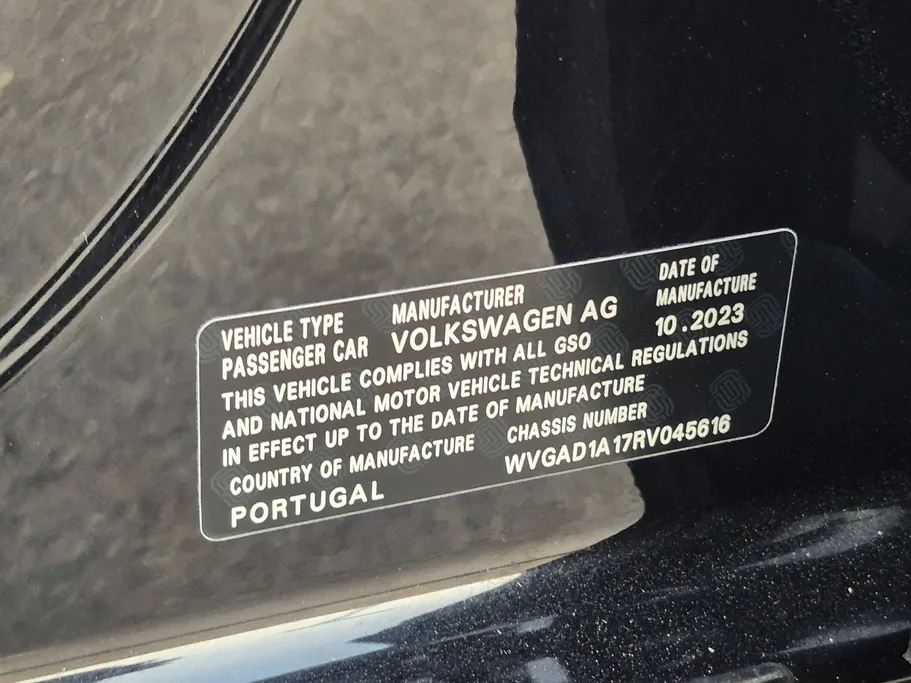 VEHICLE TYPE MANUFACTURER DATE OF MANUFACTURE
PASSENGER CAR VOLKSWAGEN AG 10.2023
THIS VEHICLE COMPLIES WITH ALL GSO
AND NATIONAL MOTOR VEHICLE TECHNICAL REGULATIONS
IN EFFECT UP TO THE DATE OF MANUFACTURE
COUNTRY OF MANUFACTURE CHASSIS NUMBER
PORTUGAL WVGAD1A17RV045616